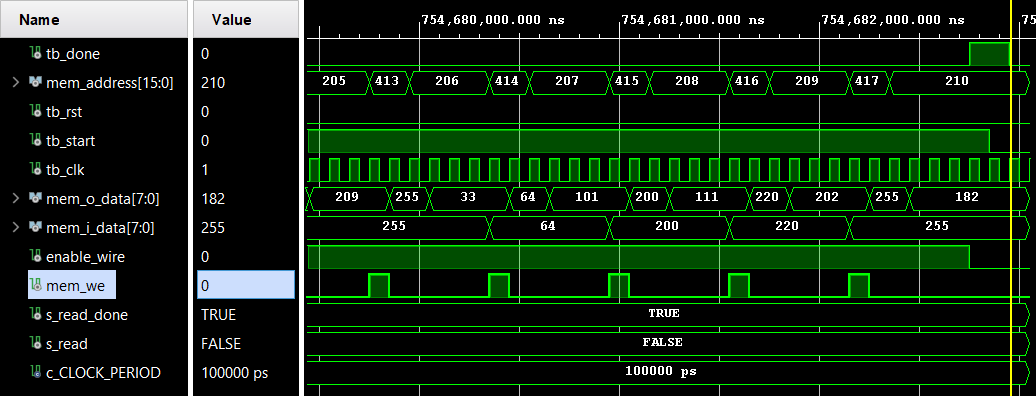 Name Value 754,680,000.000 ns 754,681,000.000 ns 754,682,000.000 ns 75
tb_done 0
mem_address[15:0] 210 205 413 206 414 207 415 208 416 209 417 210
tb_rst 0
tb_start 0
tb_clk 1
mem_o_data[7:0] 182 209 255 33 64 101 200 111 220 202 255 182
mem_i_data[7:0] 255 255 64 200 220 255
enable_wire 0
mem_we 0
s_read_done TRUE TRUE
s_read FALSE FALSE
c_CLOCK_PERIOD 100000 ps 100000 ps